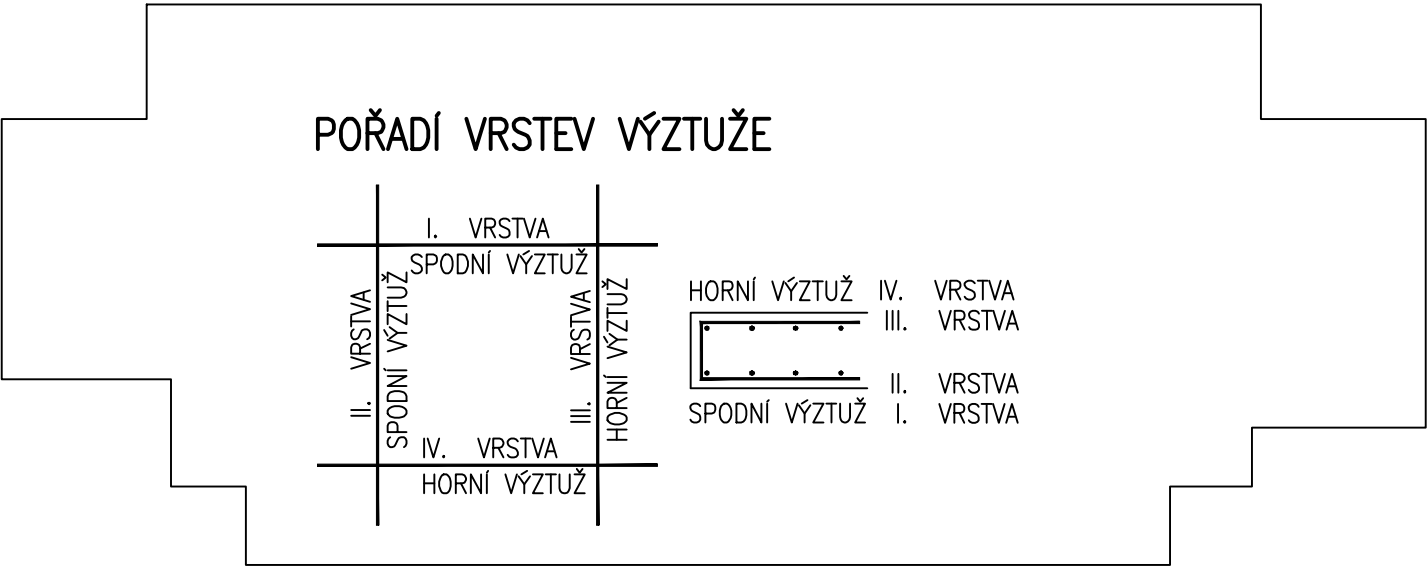 POŘADÍ VRSTEV VÝZTUŽE
I. VRSTVA
SPODNÍ VÝZTUŽ
II. VRSTVA
SPODNÍ VÝZTUŽ
III. VRSTVA
HORNÍ VÝZTUŽ
IV. VRSTVA
HORNÍ VÝZTUŽ
HORNÍ VÝZTUŽ IV. VRSTVA
III. VRSTVA
II. VRSTVA
SPODNÍ VÝZTUŽ I. VRSTVA